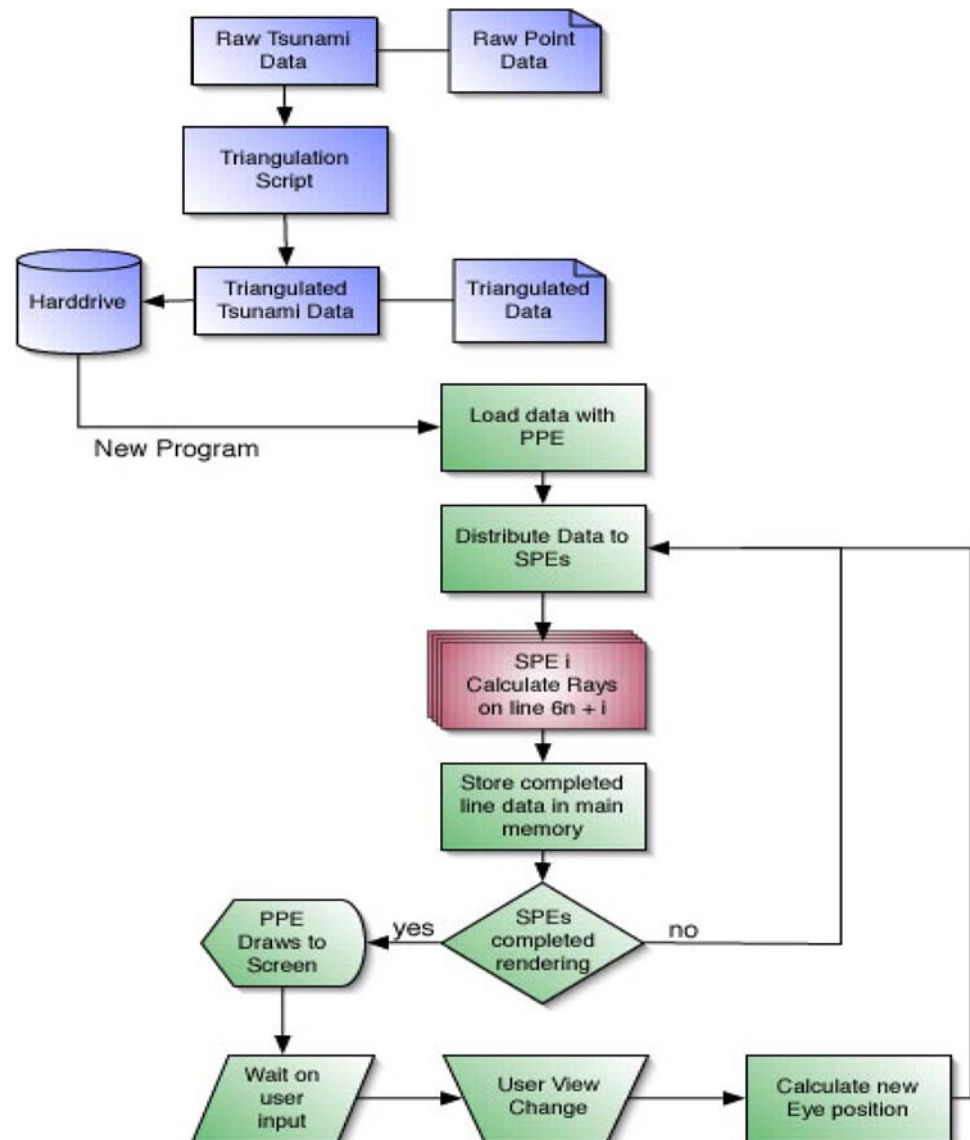 Raw Tsunami
Data
Raw Point
Data
Triangulation
Script
Harddrive
Triangulated
Tsunami Data
Triangulated
Data
New Program
Load data with
PPE
Distribute Data to
SPEs
SPE i
Calculate Rays
on line 6n + i
Store completed
line data in main
memory
SPEs
completed
rendering
yes
no
PPE
Draws to
Screen
Wait on
user
input
User View
Change
Calculate new
Eye position